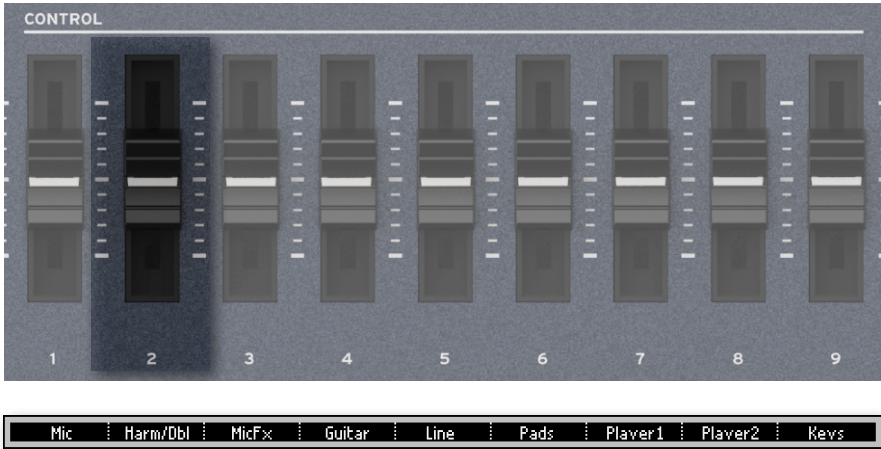 CONTROL
1 2 3 4 5 6 7 8 9
Mic Harm/Dbl MicFx Guitar Line Pads Player1 Player2 Keys